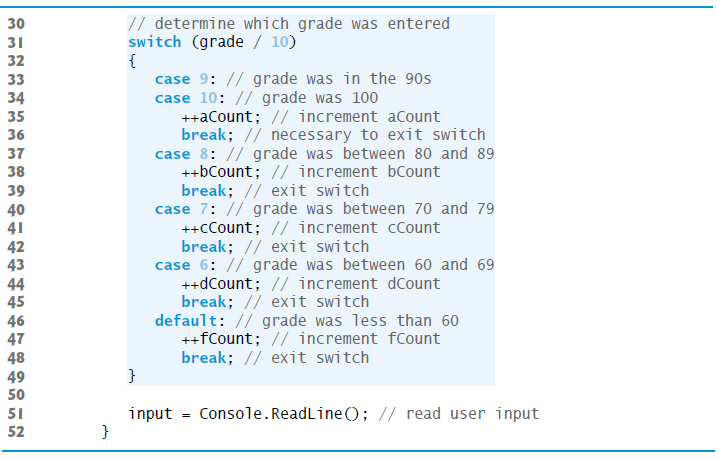 30 // determine which grade was entered
31 switch (grade / 10)
32 {
33 case 9: // grade was in the 90s
34 case 10: // grade was 100
35 ++aCount; // increment aCount
36 break; // necessary to exit switch
37 case 8: // grade was between 80 and 89
38 ++bCount; // increment bCount
39 break; // exit switch
40 case 7: // grade was between 70 and 79
41 ++cCount; // increment cCount
42 break; // exit switch
43 case 6: // grade was between 60 and 69
44 ++dCount; // increment dCount
45 break; // exit switch
46 default: // grade was less than 60
47 ++fCount; // increment fCount
48 break; // exit switch
49 }
50
51 input = Console.ReadLine(); // read user input
52 }